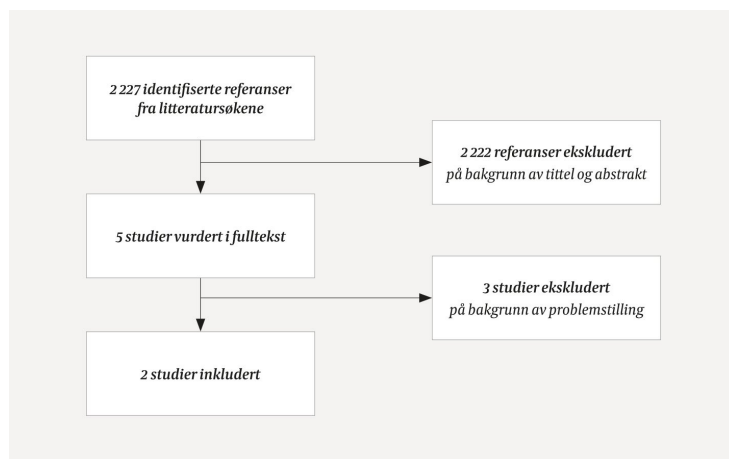 2 227 identifiserte referanser
fra litteratursøkene
2 222 referanser ekskludert
på bakgrunn av tittel og abstrakt
5 studier vurdert i fulltekst
3 studier ekskludert
på bakgrunn av problemstilling
2 studier inkludert